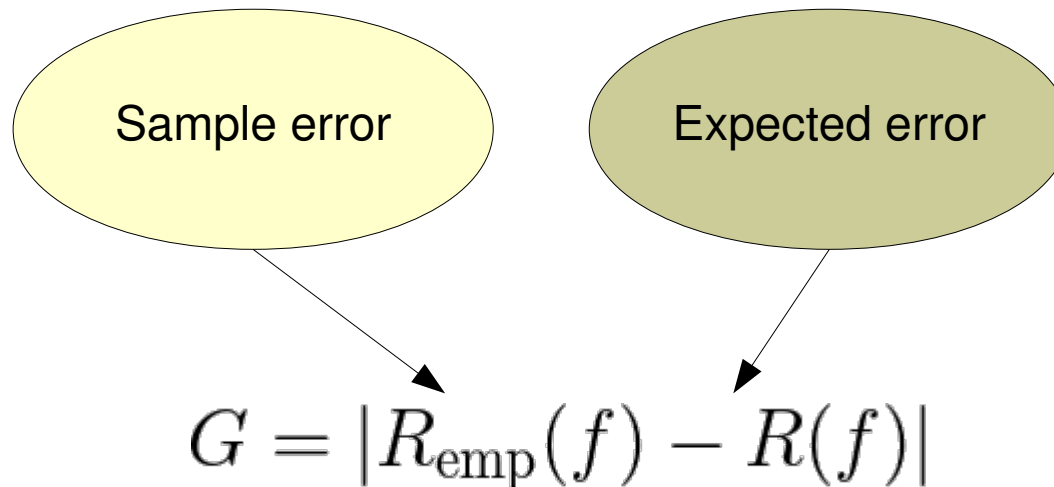 Sample error
Expected error
G = |R_emp(f) − R(f)|